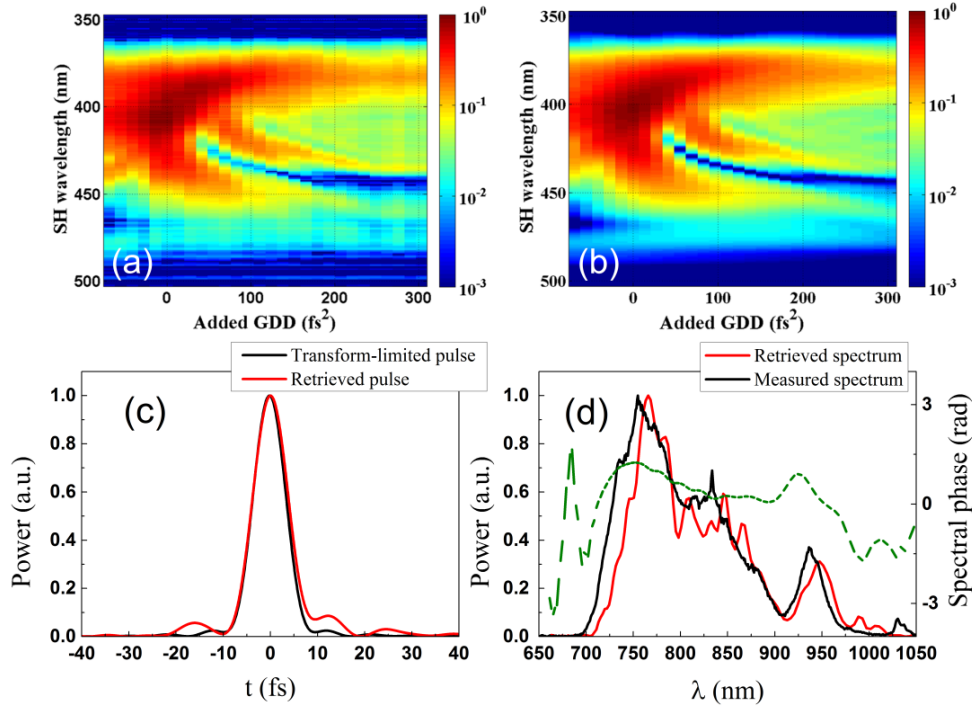 350
400
450
500
SH wavelength (nm)
(a)
0 100 200 300
Added GDD (fs²)
10⁰
10⁻¹
10⁻²
10⁻³
350
400
450
500
SH wavelength (nm)
(b)
0 100 200 300
Added GDD (fs²)
10⁰
10⁻¹
10⁻²
10⁻³
Transform-limited pulse
Retrieved pulse
(c)
1.0
0.8
0.6
0.4
0.2
0.0
Power (a.u.)
-40 -30 -20 -10 0 10 20 30 40
t (fs)
Retrieved spectrum
Measured spectrum
(d)
1.0
0.8
0.6
0.4
0.2
0.0
Power (a.u.)
3
0
-3
Spectral phase (rad)
650 700 750 800 850 900 950 1000 1050
λ (nm)